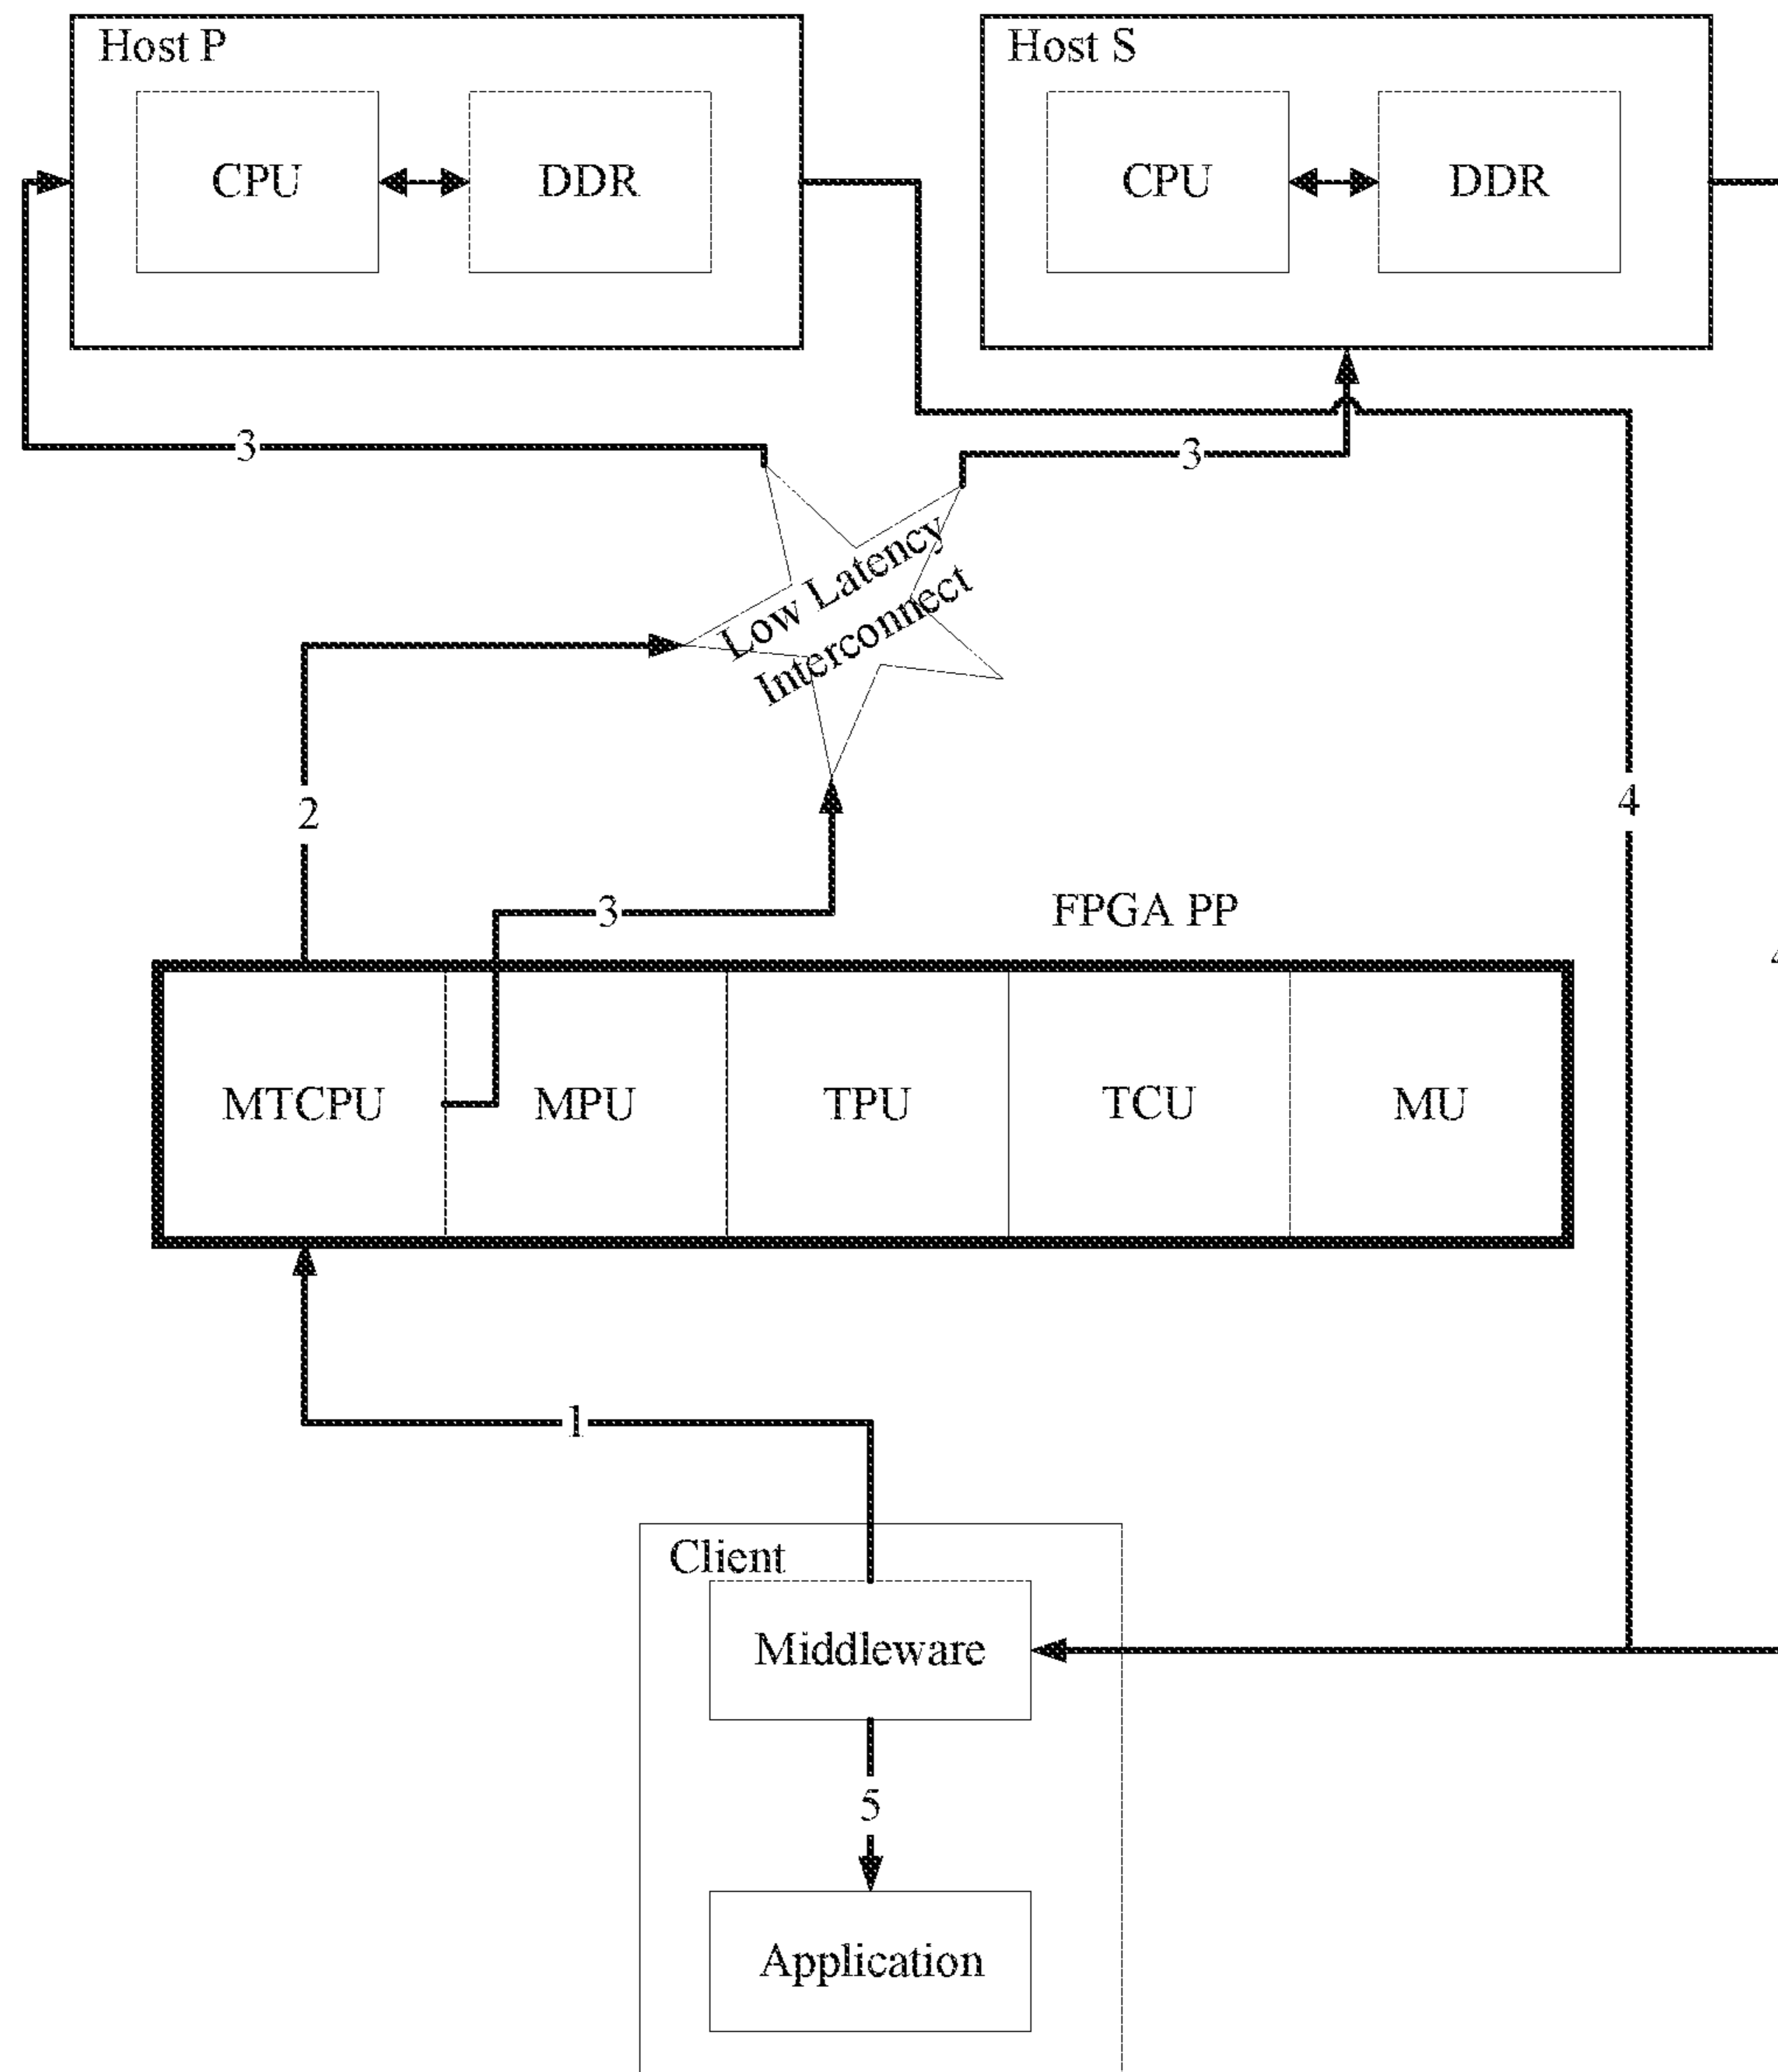 Host P
Host S
CPU
DDR
CPU
DDR
3
3
Low Latency
Interconnect
2
4
3
FPGA PP
MTCPU
MPU
TPU
TCU
MU
1
Client
Middleware
5
Application